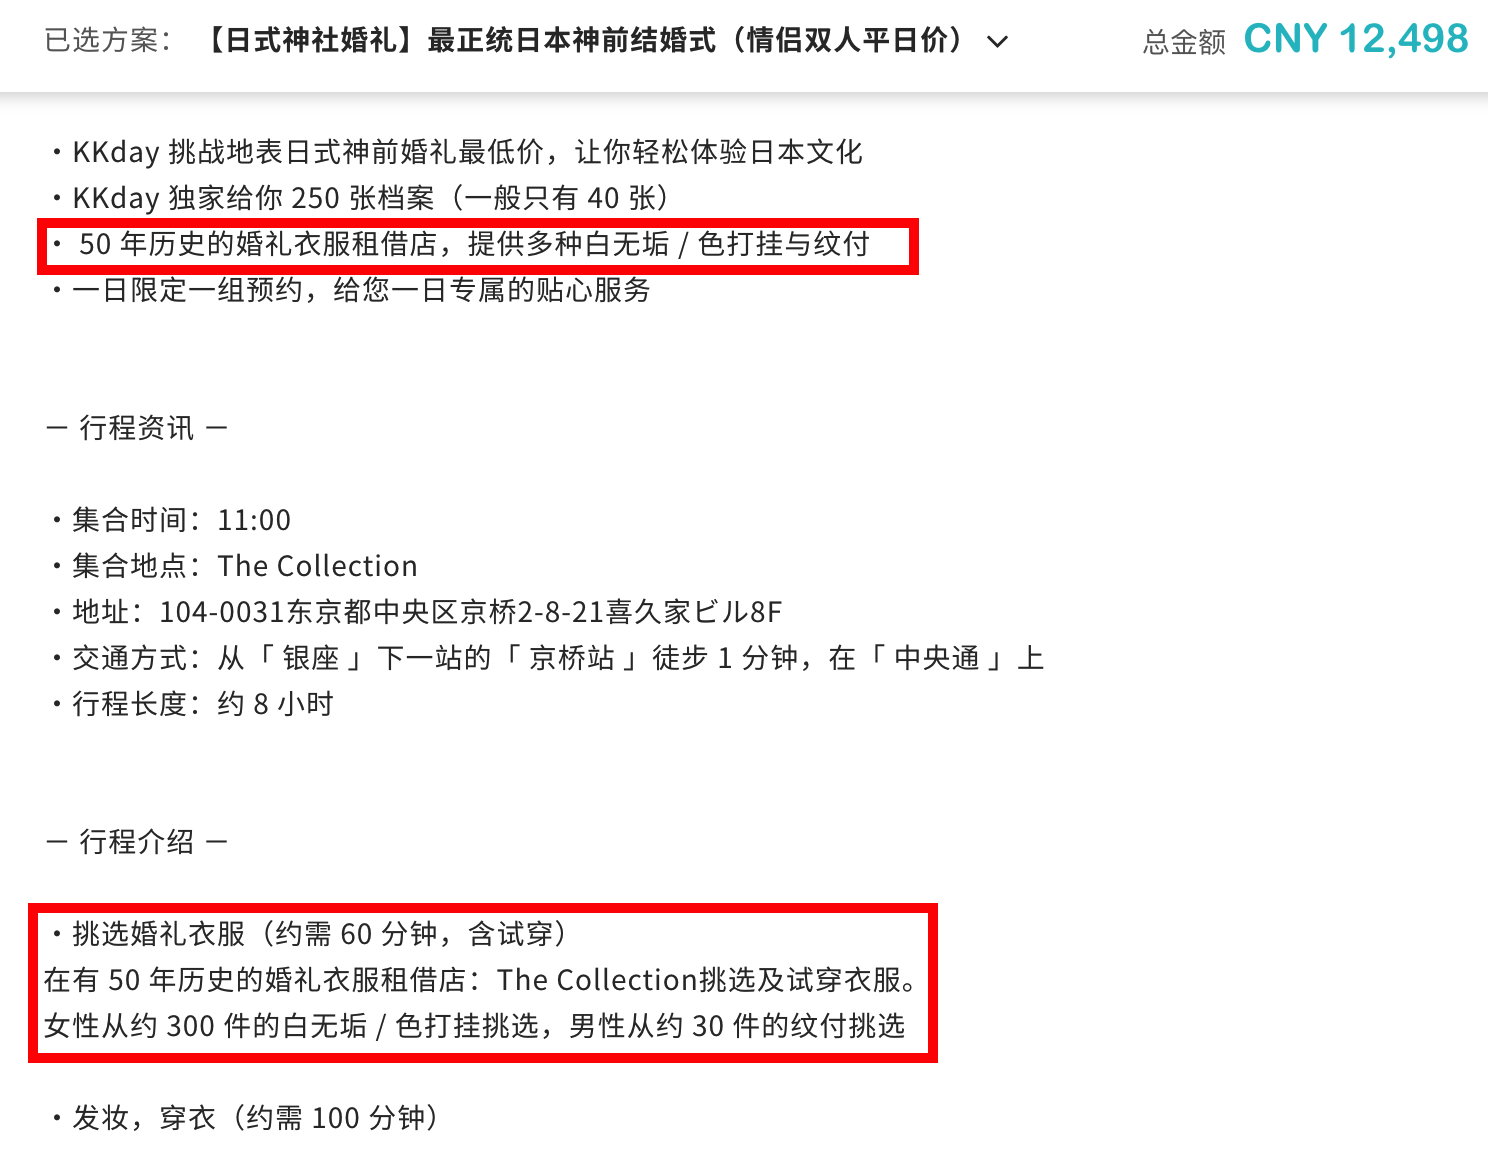 已选方案： 【日式神社婚礼】最正统日本神前结婚式（情侣双人平日价） 总金额 CNY 12,498
・KKday 挑战地表日式神前婚礼最低价，让你轻松体验日本文化
・KKday 独家给你 250 张档案（一般只有 40 张）
・ 50 年历史的婚礼衣服租借店，提供多种白无垢 / 色打挂与纹付
・一日限定一组预约，给您一日专属的贴心服务
－ 行程资讯 －
・集合时间：11:00
・集合地点：The Collection
・地址：104-0031东京都中央区京桥2-8-21喜久家ビル8F
・交通方式：从「 银座 」下一站的「 京桥站 」徒步 1 分钟，在「 中央通 」上
・行程长度：约 8 小时
－ 行程介绍 －
・挑选婚礼衣服（约需 60 分钟，含试穿）
在有 50 年历史的婚礼衣服租借店：The Collection挑选及试穿衣服。
女性从约 300 件的白无垢 / 色打挂挑选，男性从约 30 件的纹付挑选
・发妆，穿衣（约需 100 分钟）